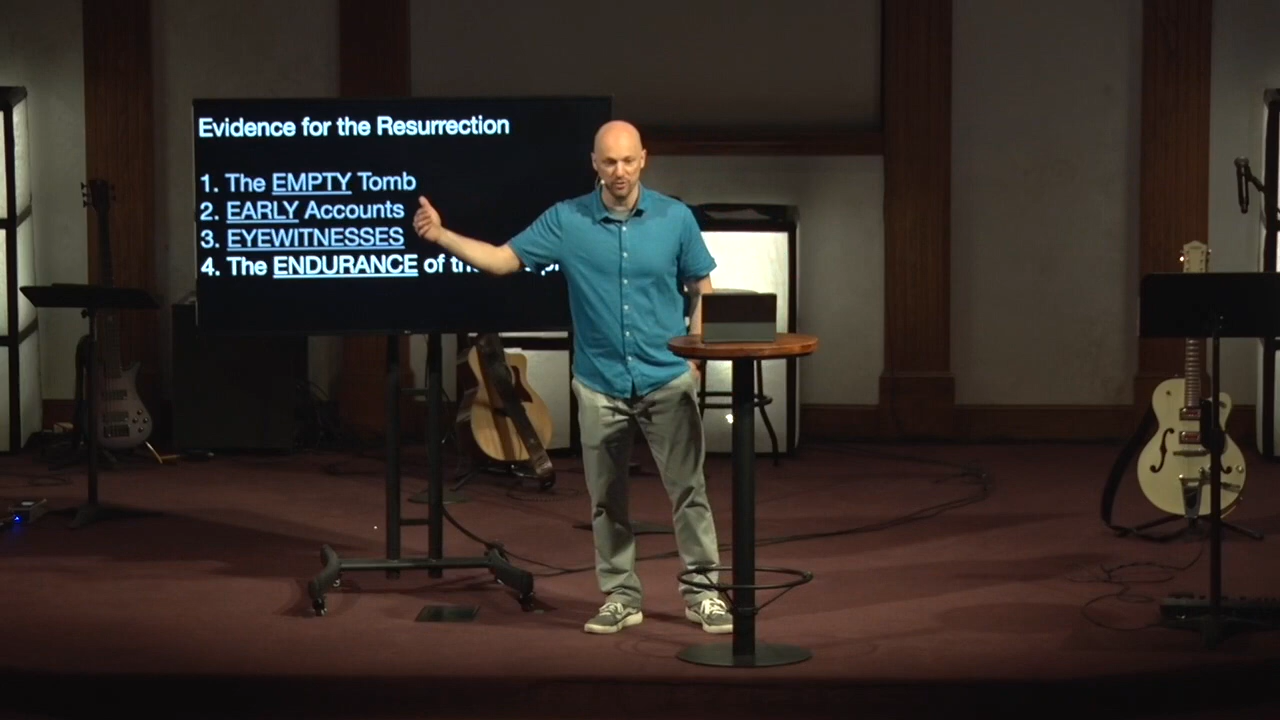 Evidence for the Resurrection
1. The EMPTY Tomb
2. EARLY Accounts
3. EYEWITNESSES
4. The ENDURANCE of